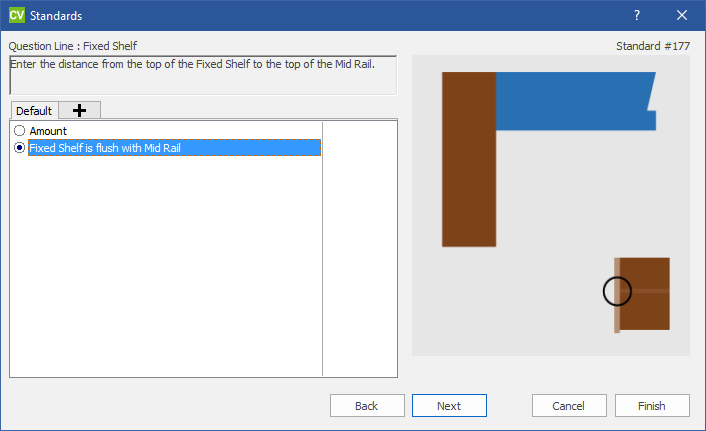 CV Standards
?
Question Line : Fixed Shelf
Standard #177
Enter the distance from the top of the Fixed Shelf to the top of the Mid Rail.
Default
Amount
Fixed Shelf is flush with Mid Rail
Back
Next
Cancel
Finish